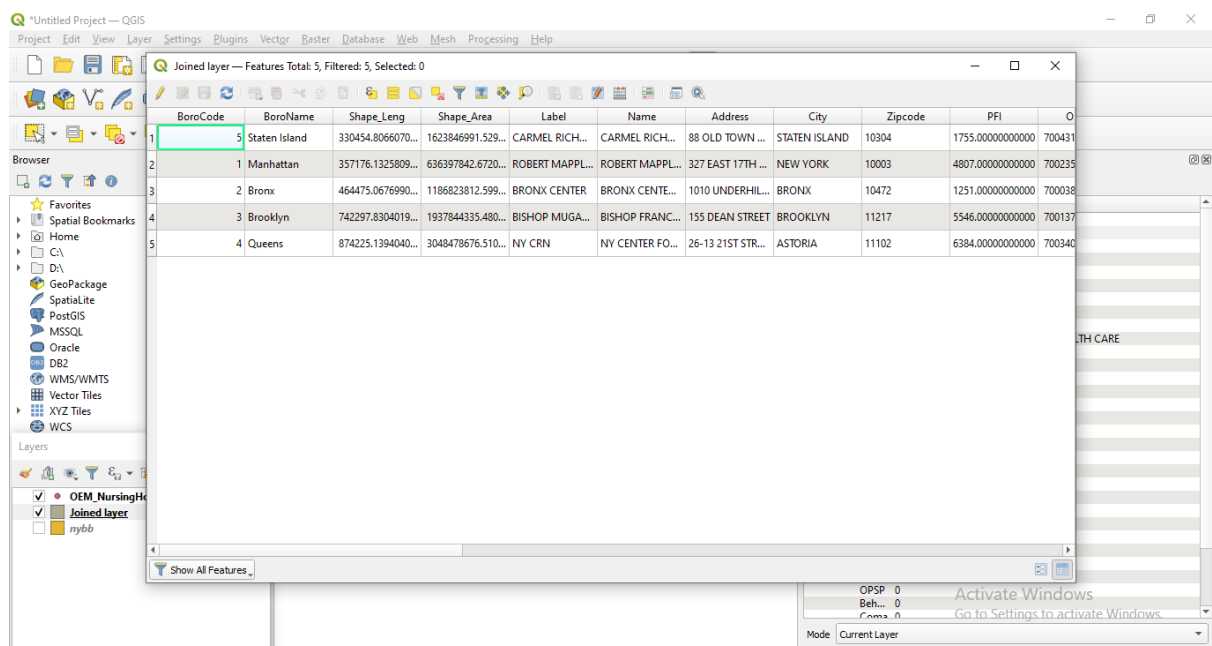 *Untitled Project — QGIS
Project Edit View Layer Settings Plugins Vector Raster Database Web Mesh Processing Help
Joined layer — Features Total: 5, Filtered: 5, Selected: 0
BoroCode BoroName Shape_Leng Shape_Area Label Name Address City Zipcode PFI O
1 5 Staten Island 330454.8066070... 1623846991.529... CARMEL RICH... CARMEL RICH... 88 OLD TOWN ... STATEN ISLAND 10304 1755.00000000000 700431
2 1 Manhattan 357176.1325809... 636397842.6720... ROBERT MAPPL... ROBERT MAPPL... 327 EAST 17TH ... NEW YORK 10003 4807.00000000000 700235
3 2 Bronx 464475.0676990... 1186823812.599... BRONX CENTER BRONX CENTE... 1010 UNDERHIL... BRONX 10472 1251.00000000000 700038
4 3 Brooklyn 742297.8304019... 1937844335.480... BISHOP MUGA... BISHOP FRANC... 155 DEAN STREET BROOKLYN 11217 5546.00000000000 700137
5 4 Queens 874225.1394040... 3048478676.510... NY CRN NY CENTER FO... 26-13 21ST STR... ASTORIA 11102 6384.00000000000 700340
Show All Features
Browser
Favorites
Spatial Bookmarks
Home
C:\
D:\
GeoPackage
SpatiaLite
PostGIS
MSSQL
Oracle
DB2
WMS/WMTS
Vector Tiles
XYZ Tiles
WCS
Layers
OEM_NursingHo
Joined layer
nybb
LTH CARE
OPSP 0
Beh... 0
Coma 0
Activate Windows
Go to Settings to activate Windows.
Mode Current Layer